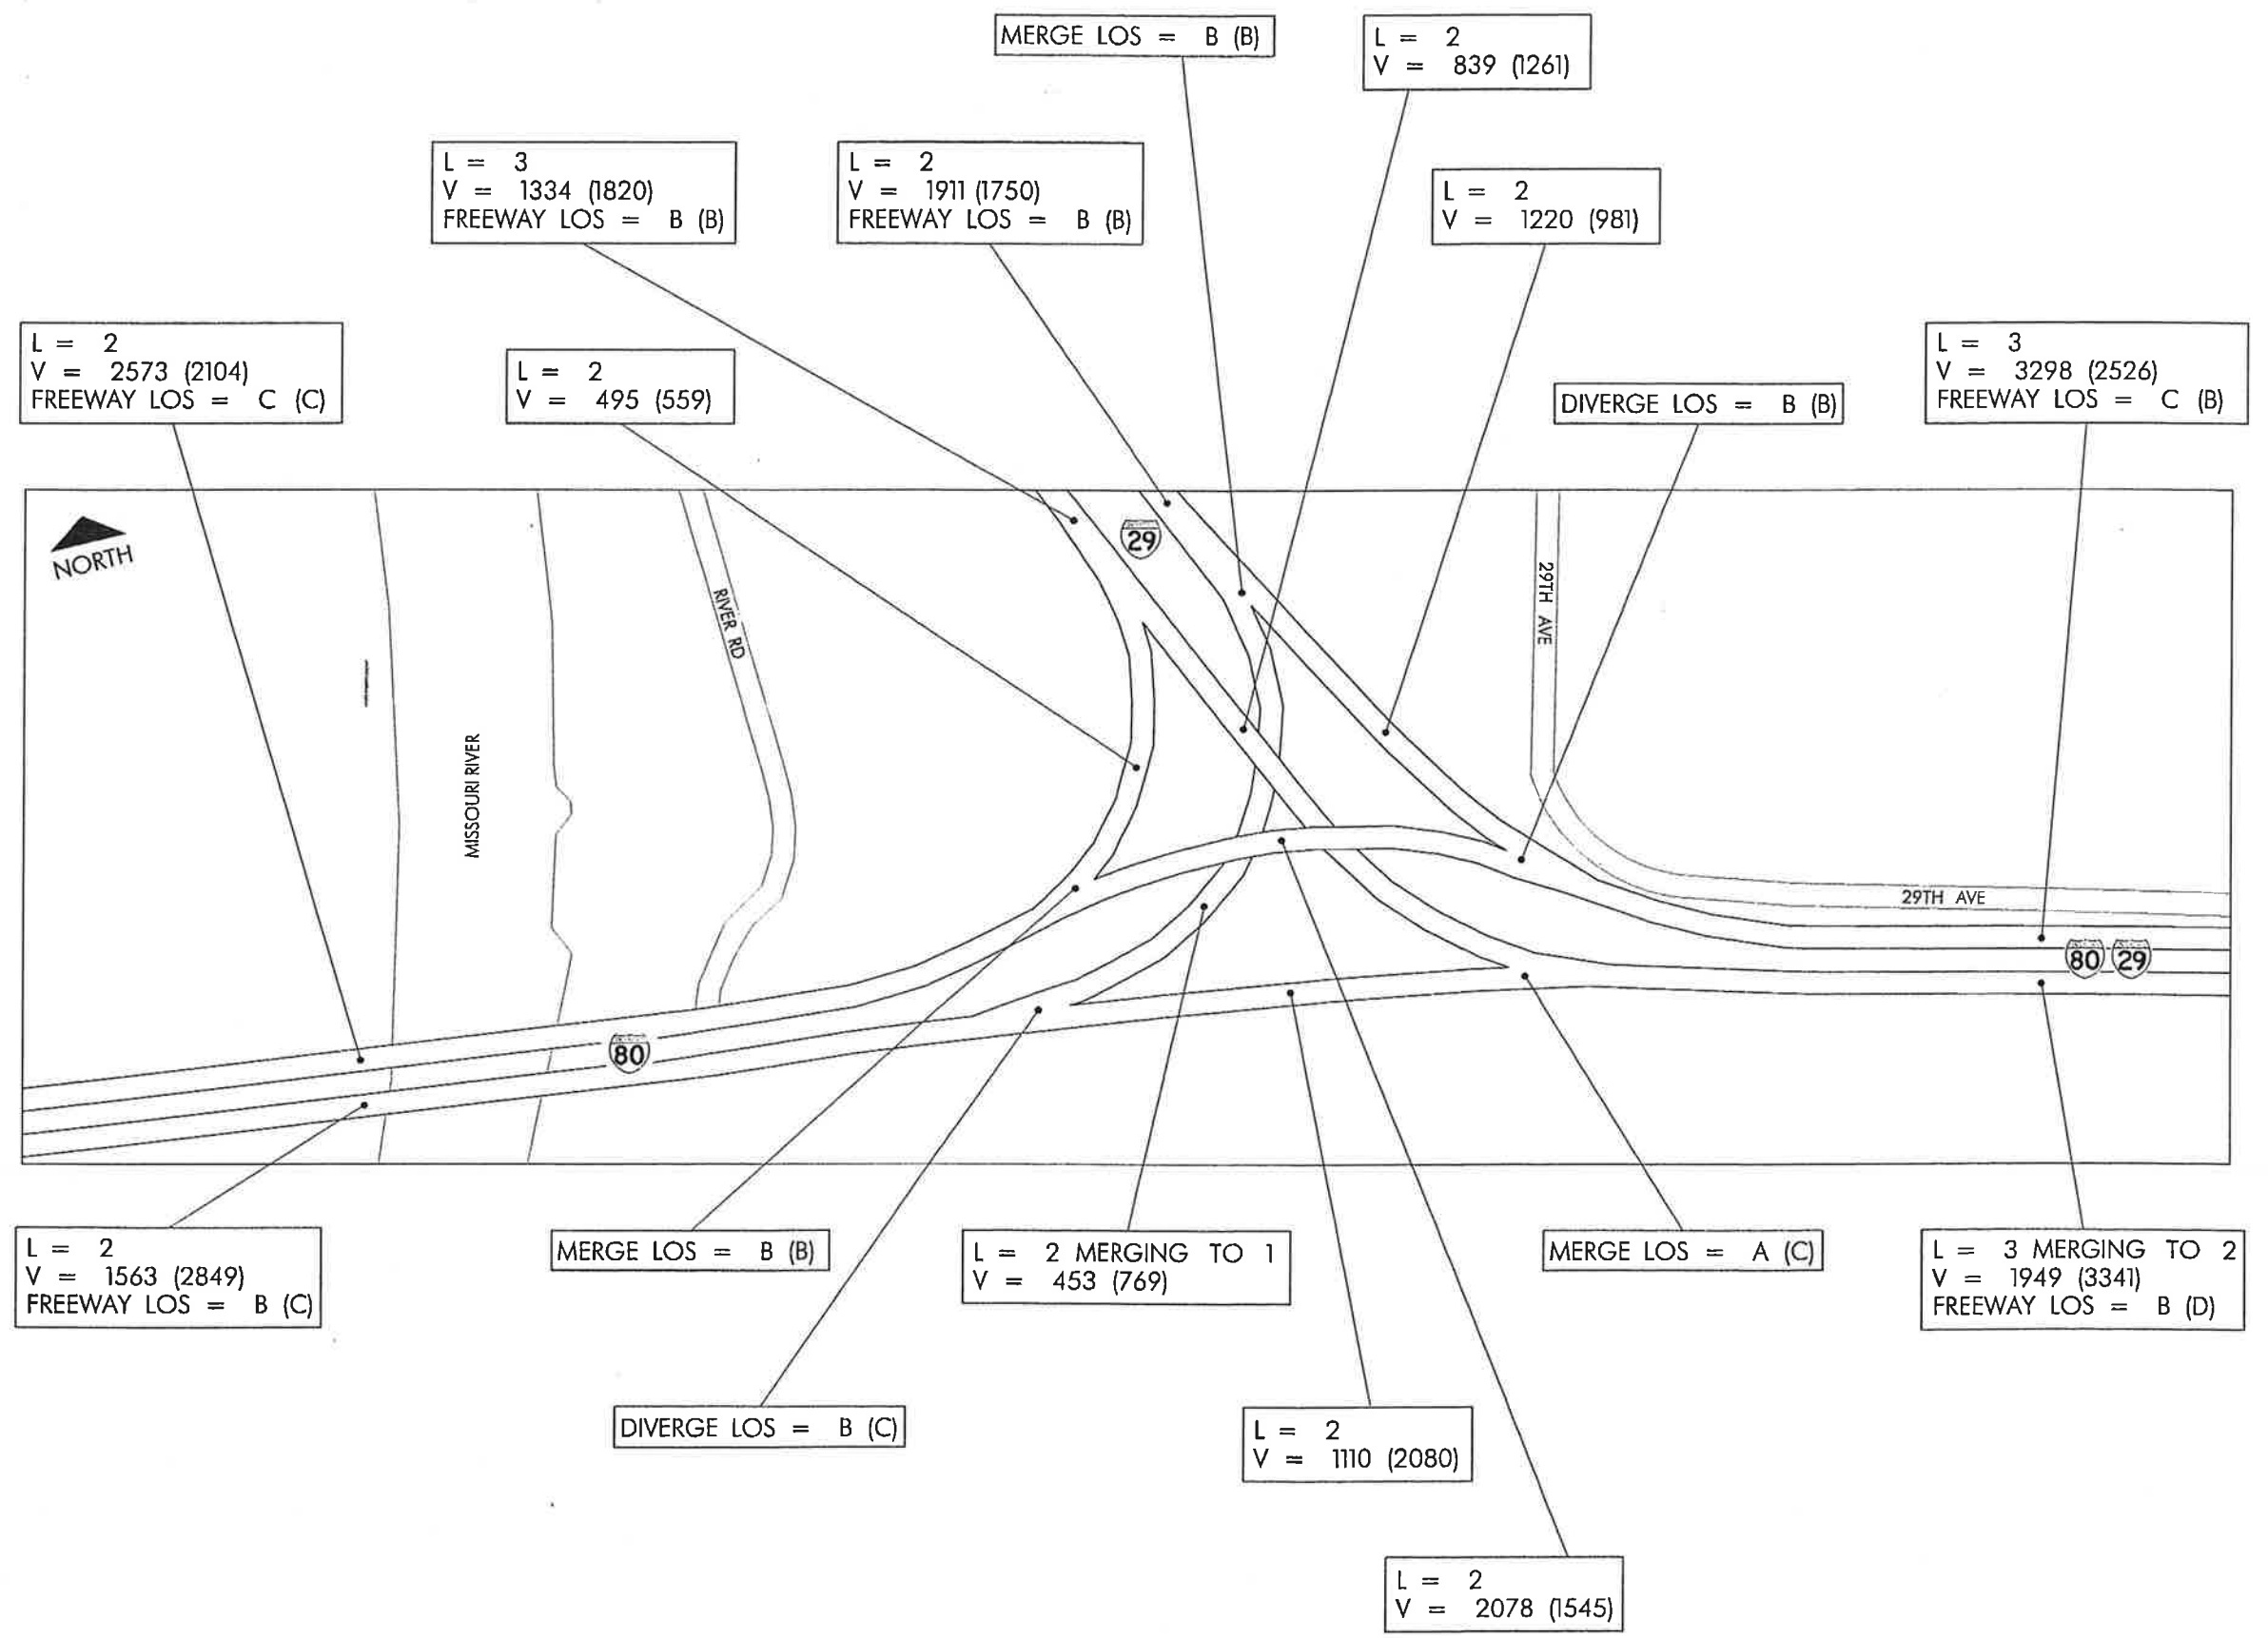 MERGE LOS = B (B)
L = 2
V = 839 (1261)
L = 3
V = 1334 (1820)
FREEWAY LOS = B (B)
L = 2
V = 1911 (1750)
FREEWAY LOS = B (B)
L = 2
V = 1220 (981)
L = 2
V = 2573 (2104)
FREEWAY LOS = C (C)
L = 2
V = 495 (559)
DIVERGE LOS = B (B)
L = 3
V = 3298 (2526)
FREEWAY LOS = C (B)
NORTH
29
RIVER RD
29TH AVE
MISSOURI RIVER
29TH AVE
80 29
80
L = 2
V = 1563 (2849)
FREEWAY LOS = B (C)
MERGE LOS = B (B)
L = 2 MERGING TO 1
V = 453 (769)
MERGE LOS = A (C)
L = 3 MERGING TO 2
V = 1949 (3341)
FREEWAY LOS = B (D)
DIVERGE LOS = B (C)
L = 2
V = 1110 (2080)
L = 2
V = 2078 (1545)